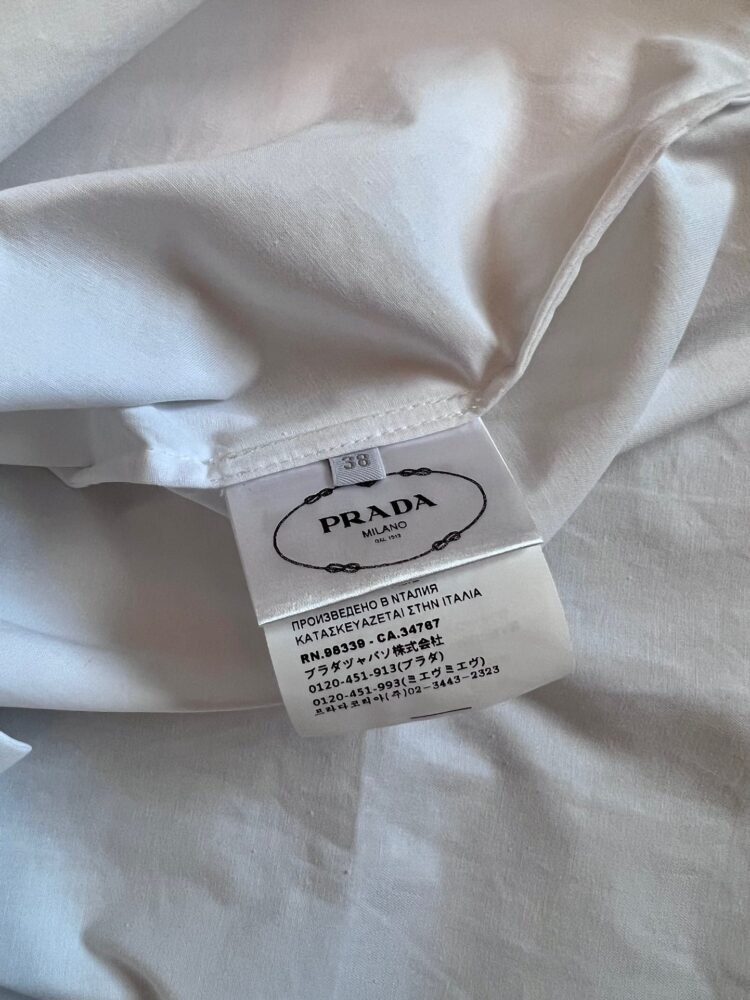 38
PRADA
MILANO
DAL 1913
ПРОИЗВЕДЕНО В NТАЛИЯ
ΚΑΤΑΣΚΕΥΑΖΕΤΑΙ ΣΤΗΝ ΙΤΑΛΙΑ
RN.98339 - CA.34767
プラダジャパン株式会社
0120-451-913(プラダ)
0120-451-993(ミエヴミエヴ)
프라다코리아(주)02-3443-2323